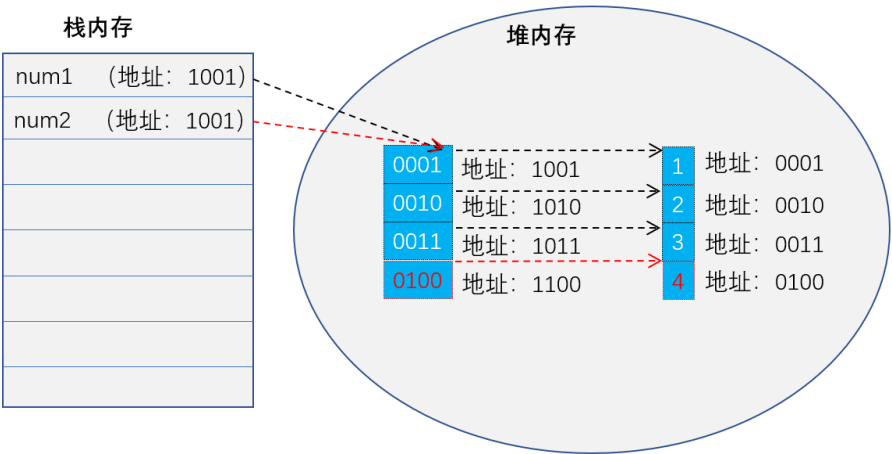 栈内存
堆内存
num1 （地址：1001）
num2 （地址：1001）
0001 地址：1001 1 地址：0001
0010 地址：1010 2 地址：0010
0011 地址：1011 3 地址：0011
0100 地址：1100 4 地址：0100